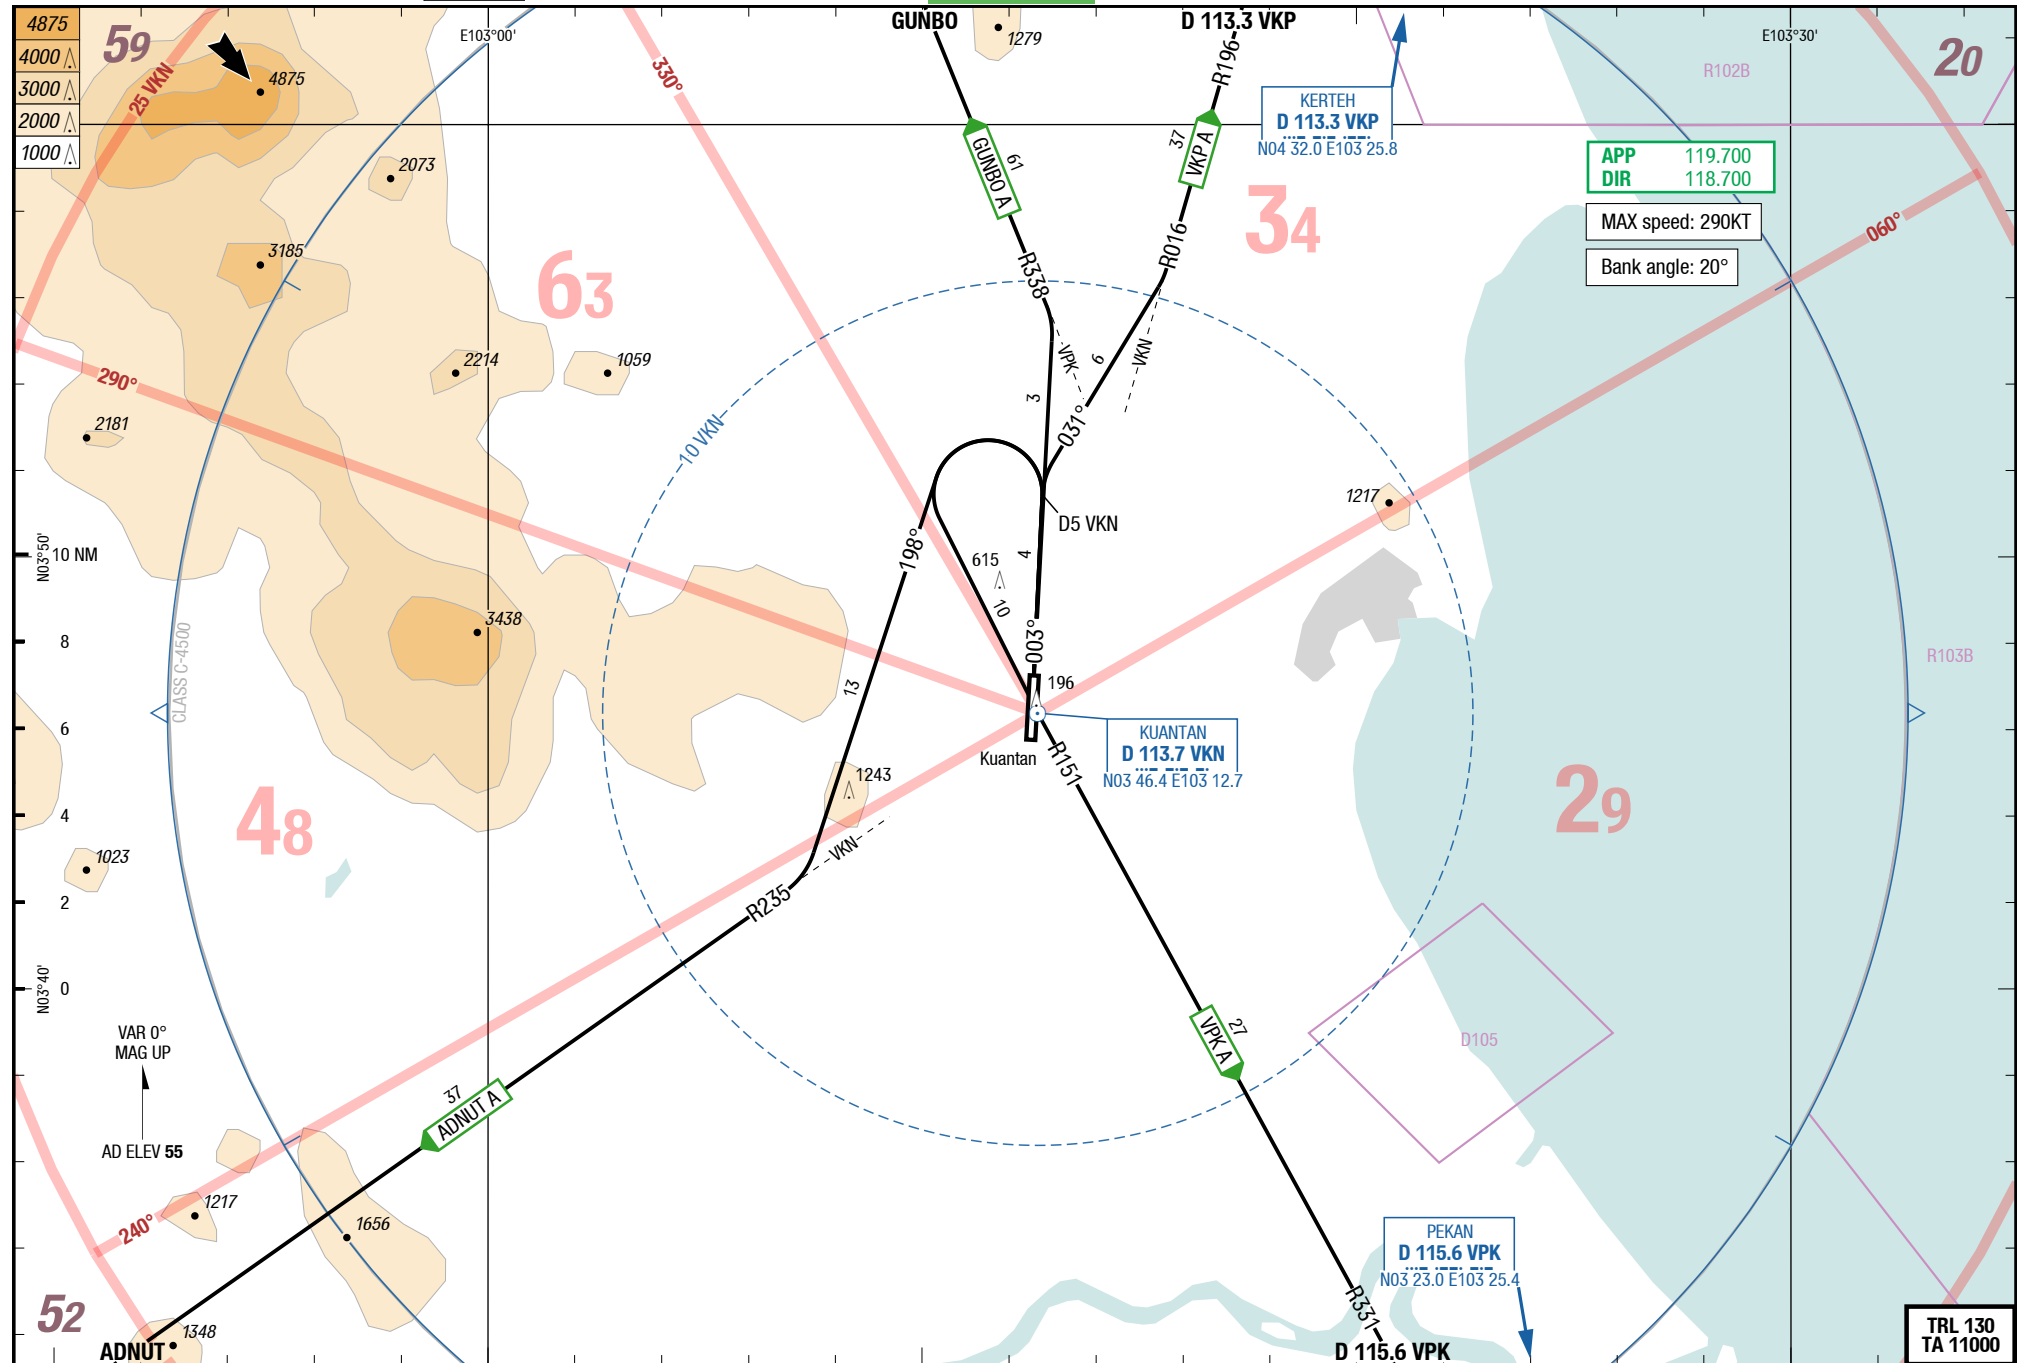 GUNBO
D 113.3 VKP
4875
4000
3000
2000
1000
59
25 VKN
4875
E103°00'
330°
1279
R196
E103°30'
R102B
20
KERTEH
D 113.3 VKP
N04 32.0 E103 25.8
APP 119.700
DIR 118.700
MAX speed: 290KT
Bank angle: 20°
37
VKP A
61
GUNBO A
2073
3185
63
34
060°
R338
R016
2214
1059
290°
2181
10 VKN
VPK
6
VKN
3
031°
1217
D5 VKN
198°
615
4
10
N03°50'
10 NM
8
6
4
2
0
N03°40'
CLASS C-4500
3438
003°
196
13
R103B
KUANTAN
D 113.7 VKN
N03 46.4 E103 12.7
Kuantan
R151
1243
48
29
1023
VKN
R235
VAR 0°
MAG UP
AD ELEV 55
37
ADNUT A
27
VPK A
D105
1217
240°
1656
52
1348
ADNUT
PEKAN
D 115.6 VPK
N03 23.0 E103 25.4
R331
D 115.6 VPK
TRL 130
TA 11000